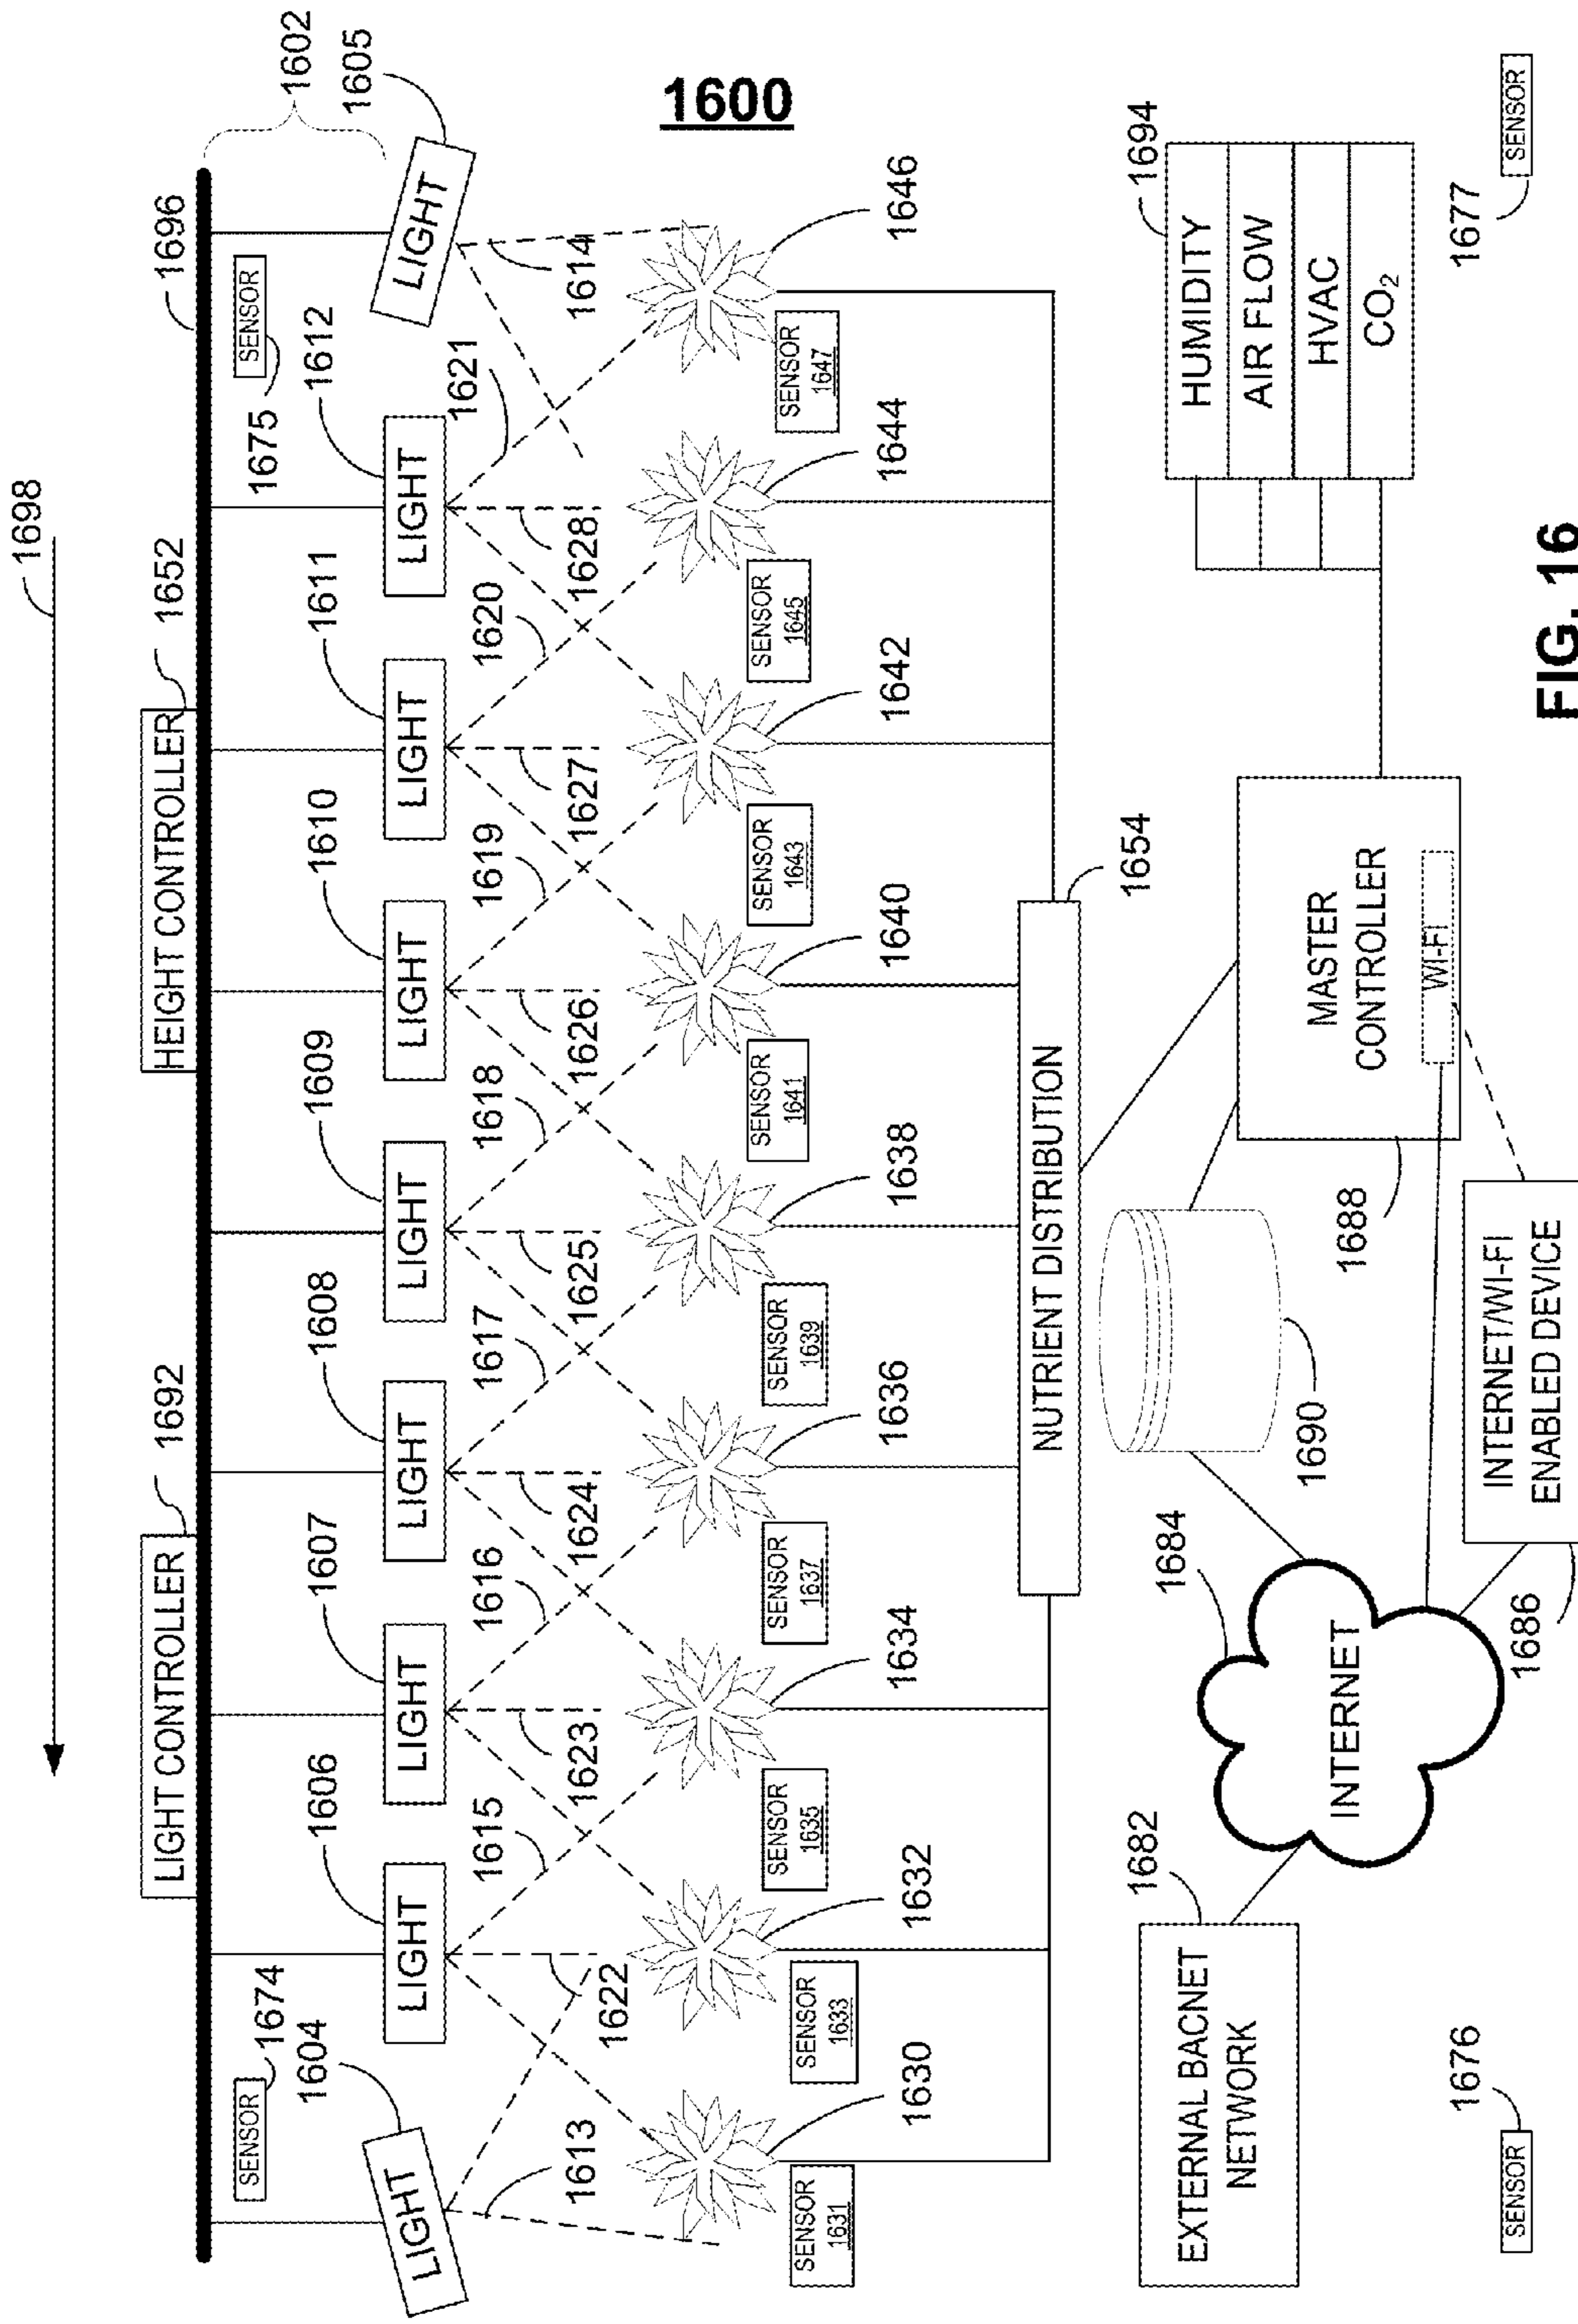 1698
LIGHT CONTROLLER
1692
HEIGHT CONTROLLER
1652
1696
1602
SENSOR
1674
1604
1606
1607
1608
1609
1610
1611
1612
SENSOR
1675
1605
LIGHT
LIGHT
LIGHT
LIGHT
LIGHT
LIGHT
LIGHT
LIGHT
LIGHT
1613
1622
1615
1623
1616
1624
1617
1625
1618
1626
1619
1627
1620
1628
1621
1614
1600
SENSOR
1631
SENSOR
1633
SENSOR
1635
SENSOR
1637
SENSOR
1639
SENSOR
1641
SENSOR
1643
SENSOR
1645
SENSOR
1647
1630
1632
1634
1636
1638
1640
1642
1644
1646
NUTRIENT DISTRIBUTION
1654
EXTERNAL BACNET
NETWORK
1682
INTERNET
1684
1690
1688
MASTER
CONTROLLER
WI-FI
INTERNET/WI-FI
ENABLED DEVICE
1686
HUMIDITY
AIR FLOW
HVAC
CO₂
1694
SENSOR
1676
SENSOR
1677
FIG. 16